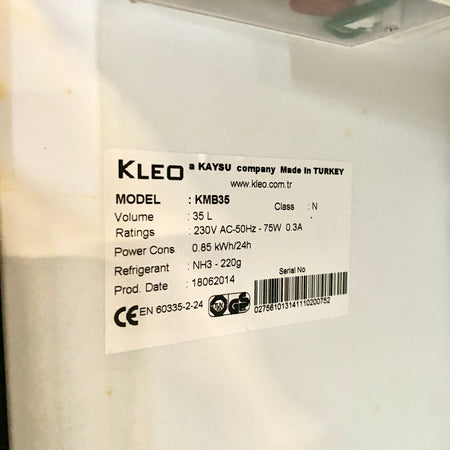 KLEO a KAYSU company Made In TURKEY
www.kleo.com.tr
MODEL : KMB35
Class : N
Volume : 35 L
Ratings : 230V AC-50Hz - 75W 0.3A
Power Cons 0.85 kWh/24h
Refrigerant : NH3 - 220g
Prod. Date : 18062014
Serial No
CE EN 60335-2-24
GS
027561013141110200752